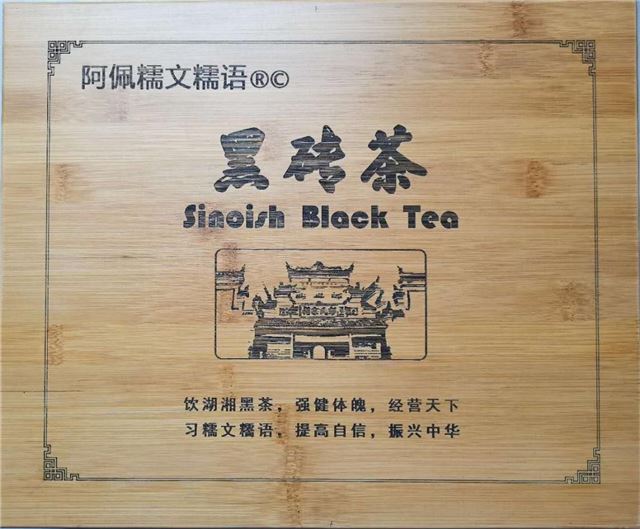 阿佩糯文糯语®©
黑砖茶
Sinoish Black Tea
饮湖湘黑茶，强健体魄，经营天下
习糯文糯语，提高自信，振兴中华